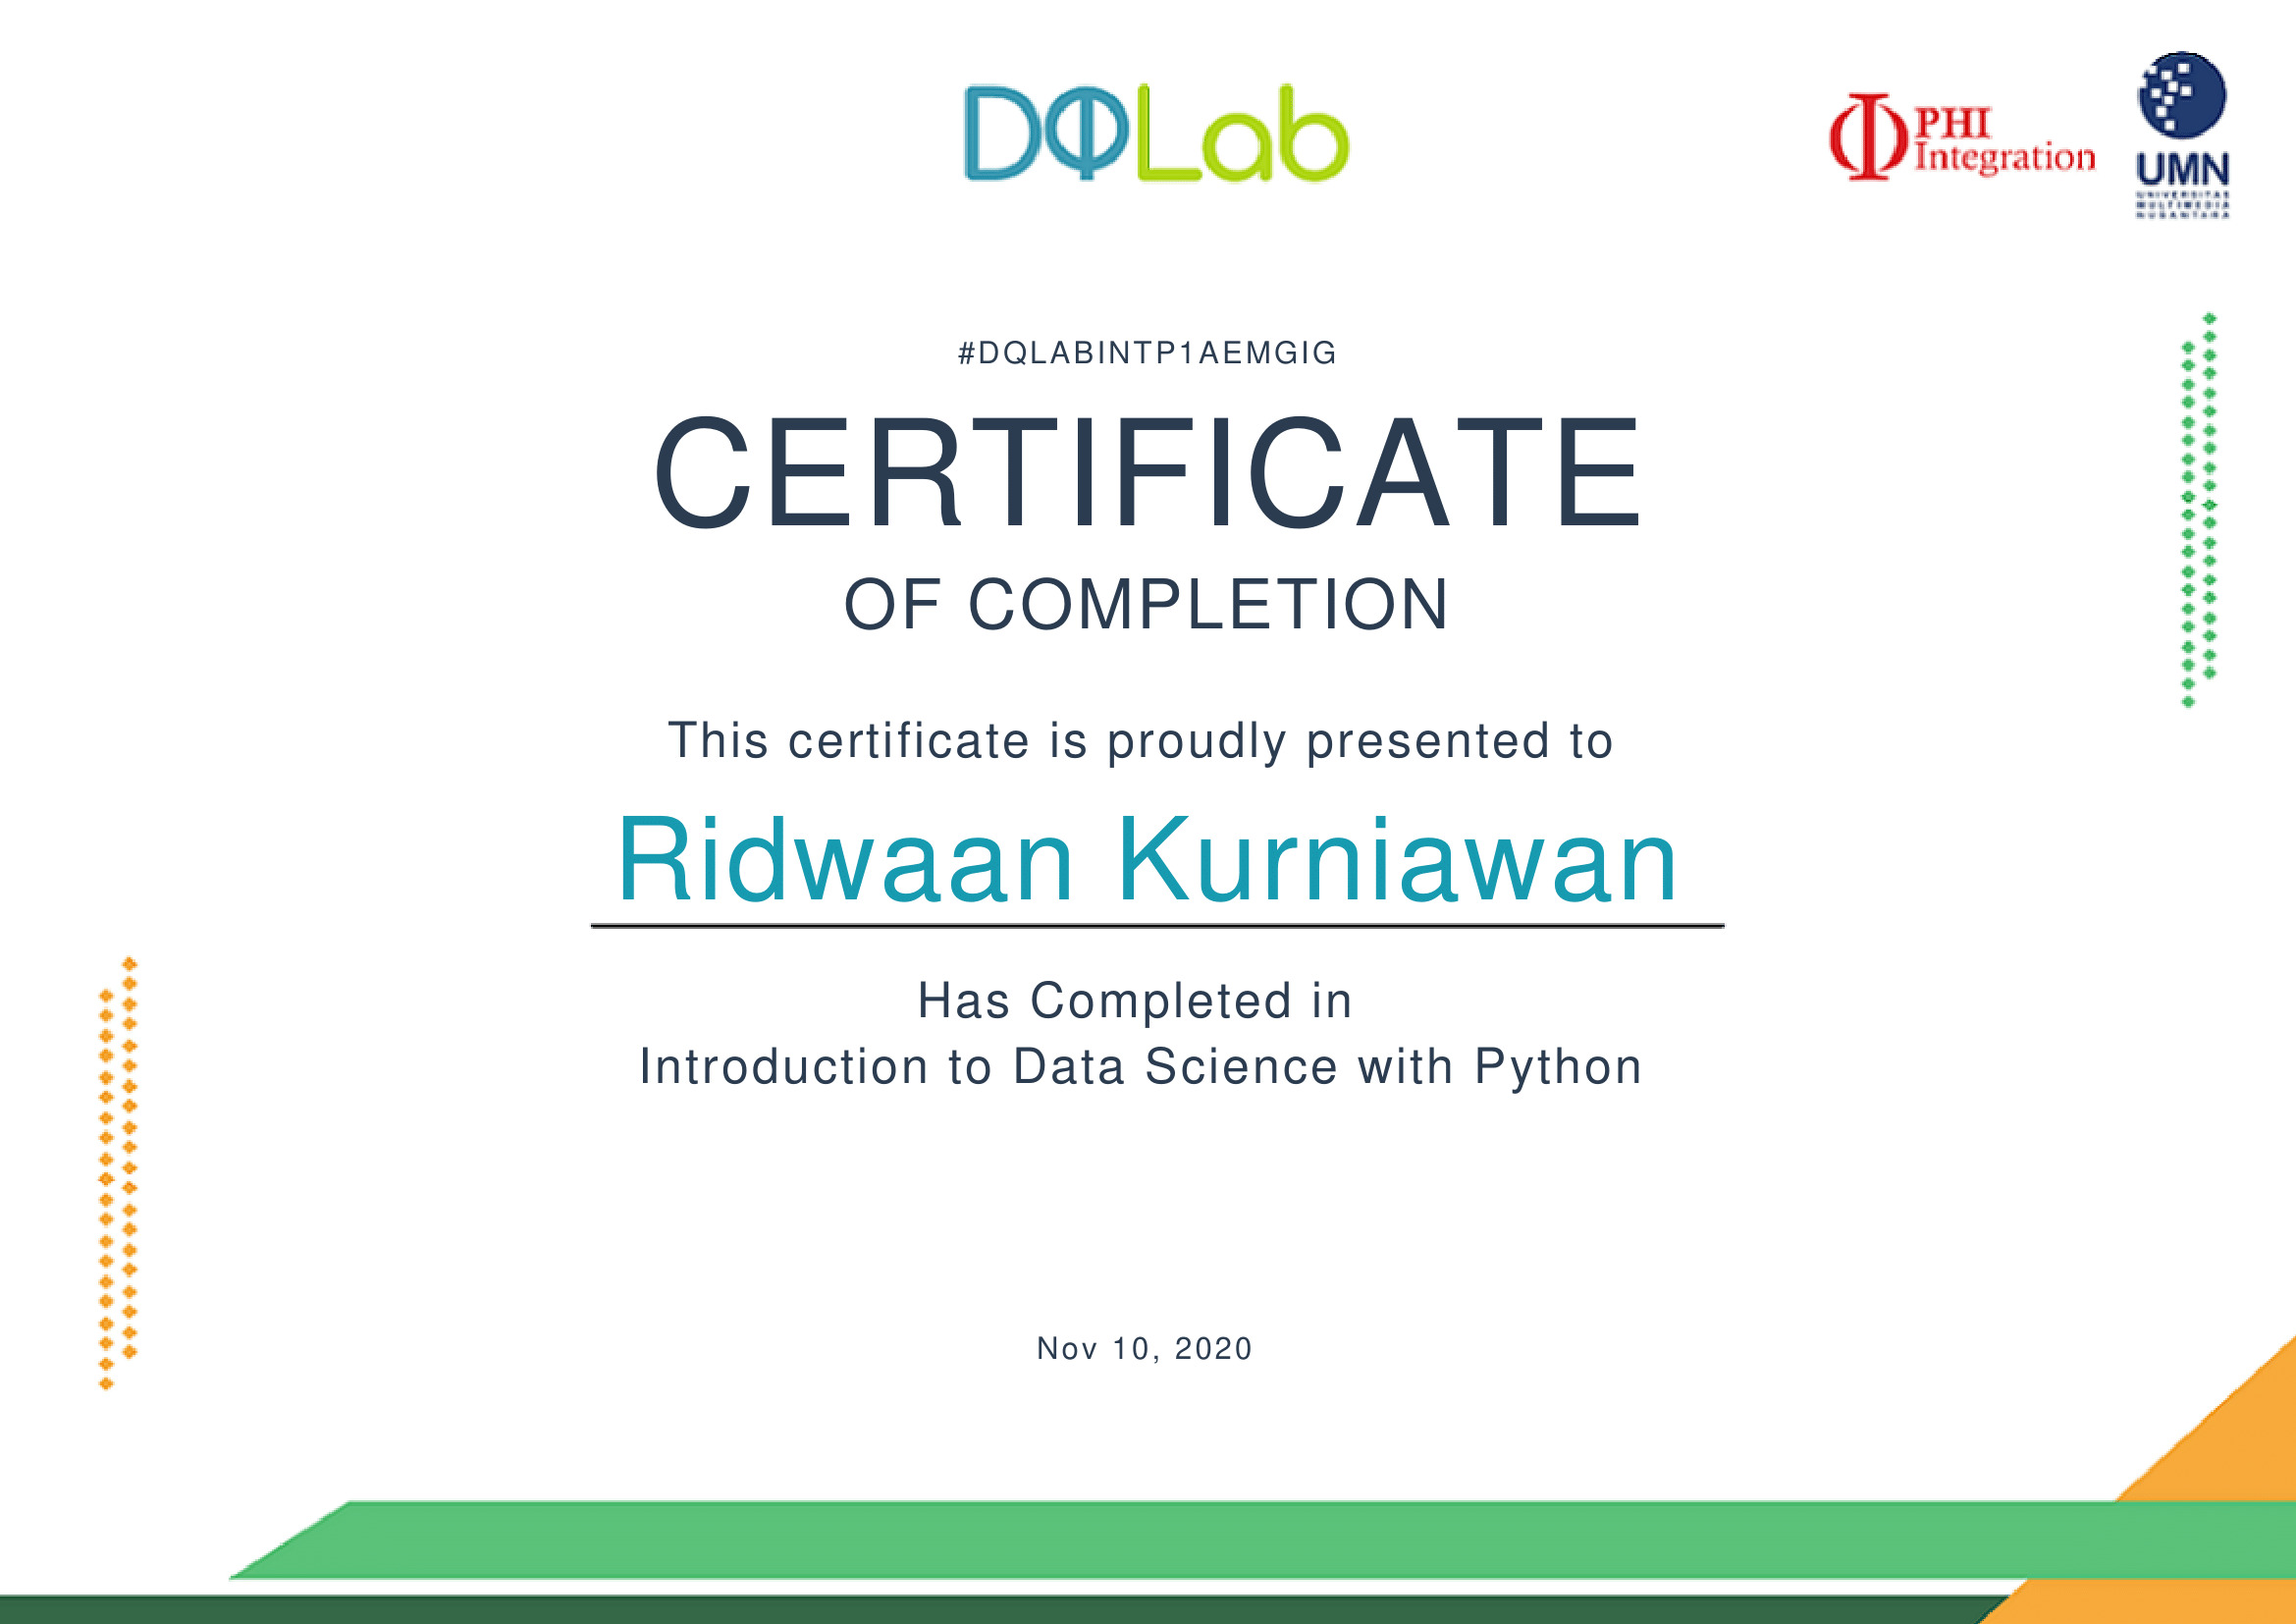 DQLab
PHI
Integration
UMN
UNIVERSITAS
MULTIMEDIA
NUSANTARA
#DQLABINTP1AEMGIG
CERTIFICATE
OF COMPLETION
This certificate is proudly presented to
Ridwaan Kurniawan
Has Completed in
Introduction to Data Science with Python
Nov 10, 2020